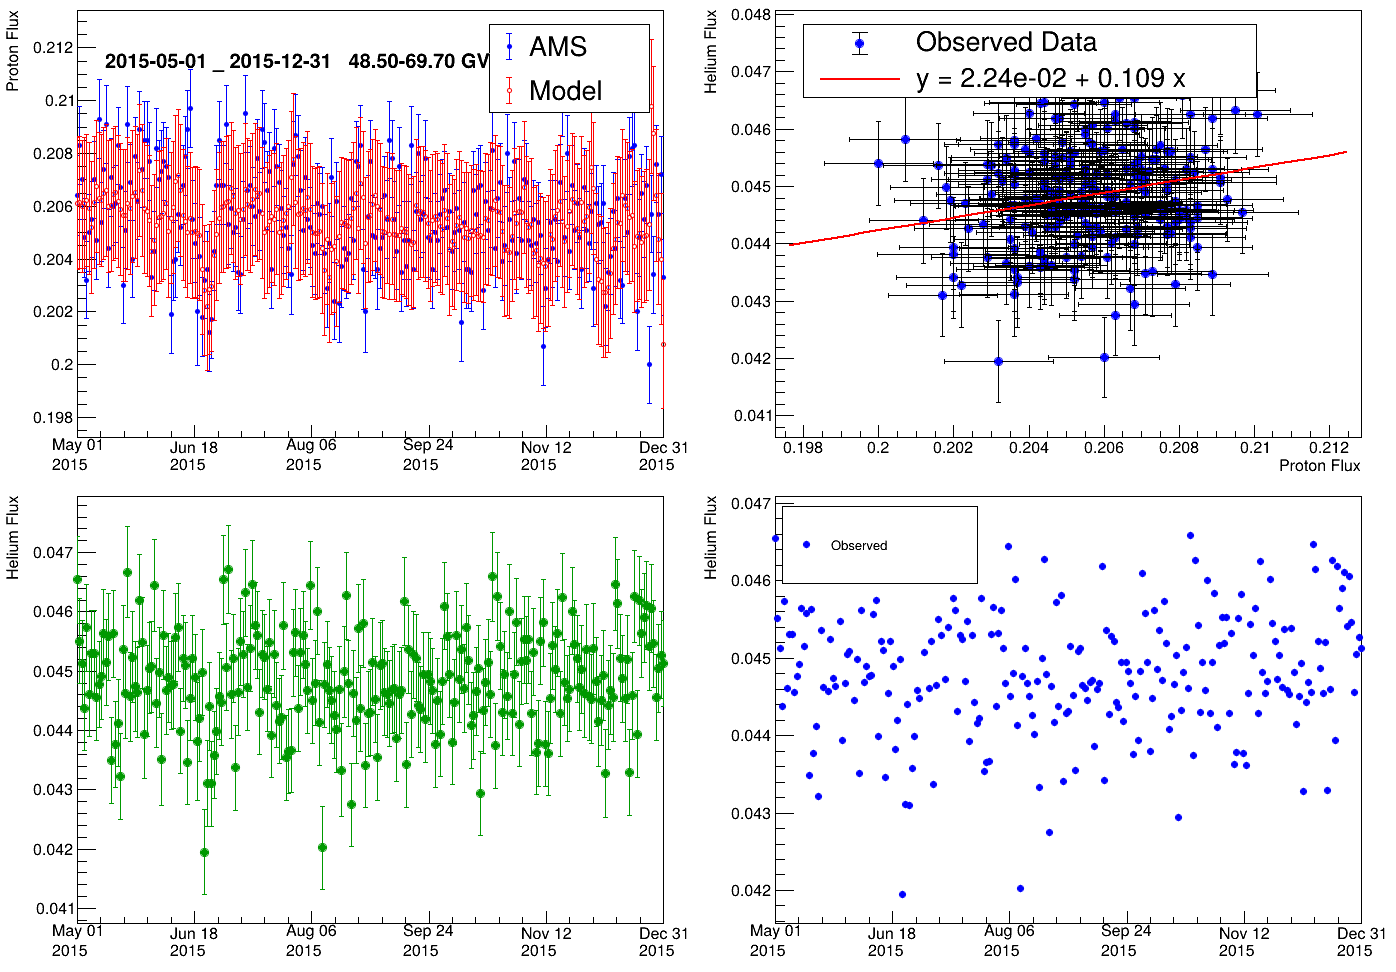 Proton Flux
0.212
0.21
0.208
0.206
0.204
0.202
0.2
0.198
2015-05-01 _ 2015-12-31 48.50-69.70 GV
AMS
Model
May 01
2015
Jun 18
2015
Aug 06
2015
Sep 24
2015
Nov 12
2015
Dec 31
2015
Helium Flux
0.048
0.047
0.046
0.045
0.044
0.043
0.042
0.041
Observed Data
y = 2.24e-02 + 0.109 x
0.198
0.2
0.202
0.204
0.206
0.208
0.21
0.212
Proton Flux
Helium Flux
0.047
0.046
0.045
0.044
0.043
0.042
0.041
May 01
2015
Jun 18
2015
Aug 06
2015
Sep 24
2015
Nov 12
2015
Dec 31
2015
Helium Flux
0.047
0.046
0.045
0.044
0.043
0.042
Observed
May 01
2015
Jun 18
2015
Aug 06
2015
Sep 24
2015
Nov 12
2015
Dec 31
2015